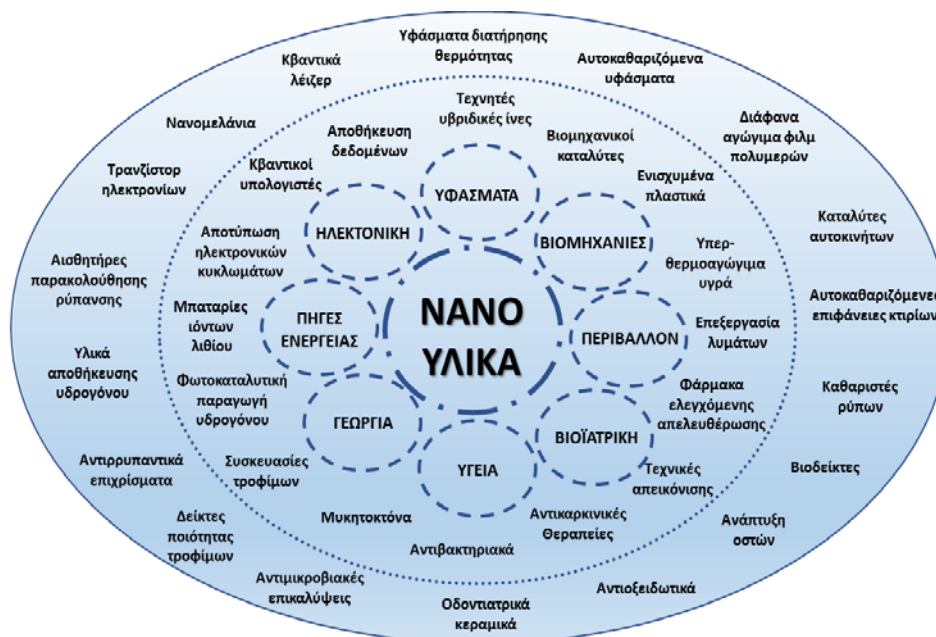 Υφάσματα διατήρησης
θερμότητας
Κβαντικά
λέιζερ
Αυτοκαθαριζόμενα
υφάσματα
Νανομελάνια
Τεχνητές
υβριδικές ίνες
Διάφανα
αγώγιμα φιλμ
πολυμερών
Αποθήκευση
δεδομένων
Βιομηχανικοί
καταλύτες
Τρανζίστορ
ηλεκτρονίων
Κβαντικοί
υπολογιστές
Ενισχυμένα
πλαστικά
ΥΦΑΣΜΑΤΑ
ΗΛΕΚΤΟΝΙΚΗ
ΒΙΟΜΗΧΑΝΙΕΣ
Καταλύτες
αυτοκινήτων
Αποτύπωση
ηλεκτρονικών
κυκλωμάτων
Υπερ-
θερμοαγώγιμα
υγρά
Αισθητήρες
παρακολούθησης
ρύπανσης
Μπαταρίες
ιόντων
λιθίου
ΠΗΓΕΣ
ΕΝΕΡΓΕΙΑΣ
ΝΑΝΟ
ΥΛΙΚΑ
ΠΕΡΙΒΑΛΛΟΝ
Επεξεργασία
λυμάτων
Αυτοκαθαριζόμενες
επιφάνειες κτιρίων
Υλικά
αποθήκευσης
υδρογόνου
Φωτοκαταλυτική
παραγωγή
υδρογόνου
ΓΕΩΡΓΙΑ
ΥΓΕΙΑ
ΒΙΟΪΑΤΡΙΚΗ
Φάρμακα
ελεγχόμενης
απελευθέρωσης
Καθαριστές
ρύπων
Αντιρρυπαντικά
επιχρίσματα
Συσκευασίες
τροφίμων
Τεχνικές
απεικόνισης
Βιοδείκτες
Δείκτες
ποιότητας
τροφίμων
Μυκητοκτόνα
Αντιβακτηριακά
Αντικαρκινικές
Θεραπείες
Ανάπτυξη
οστών
Αντιμικροβιακές
επικαλύψεις
Οδοντιατρικά
κεραμικά
Αντιοξειδωτικά